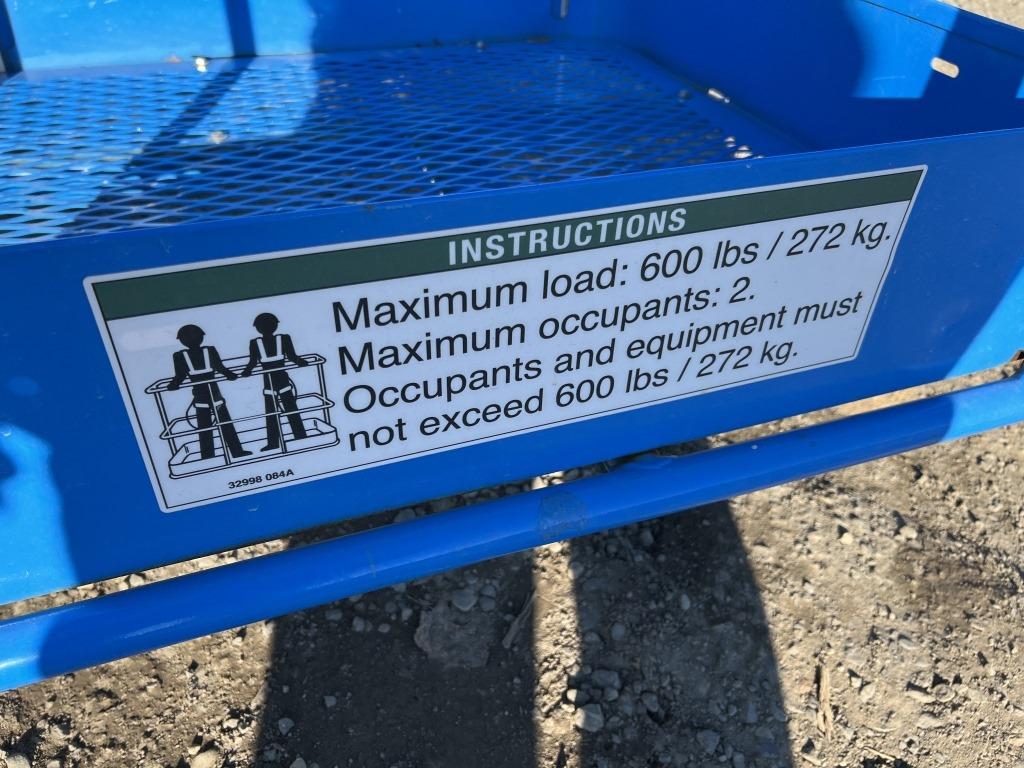 INSTRUCTIONS
Maximum load: 600 lbs / 272 kg.
Maximum occupants: 2.
Occupants and equipment must
not exceed 600 lbs / 272 kg.
32998 084A